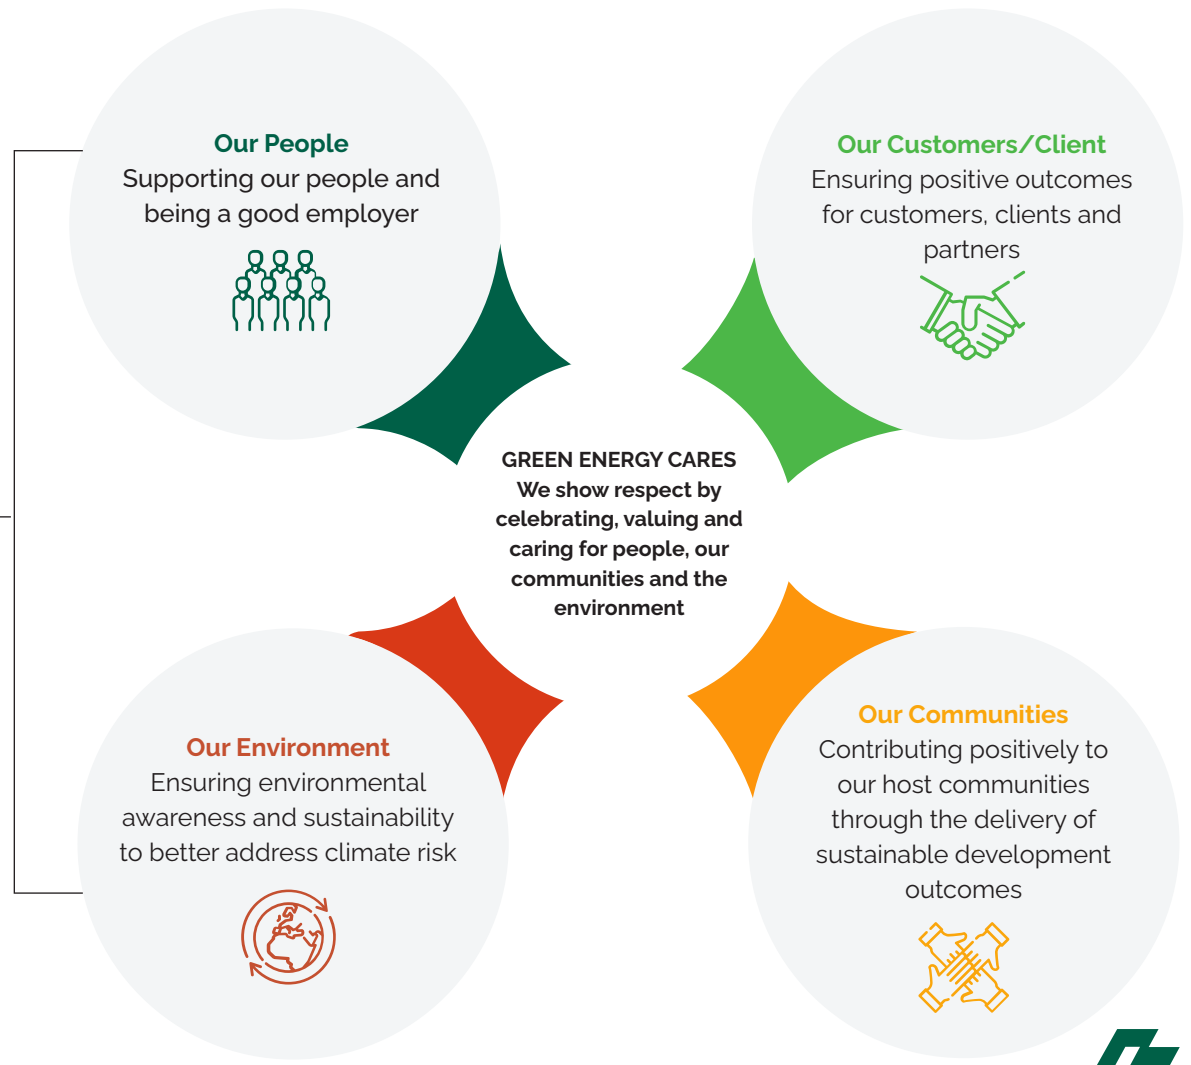 Our People
Supporting our people and
being a good employer
Our Customers/Client
Ensuring positive outcomes
for customers, clients and
partners
GREEN ENERGY CARES
We show respect by
celebrating, valuing and
caring for people, our
communities and the
environment
Our Environment
Ensuring environmental
awareness and sustainability
to better address climate risk
Our Communities
Contributing positively to
our host communities
through the delivery of
sustainable development
outcomes